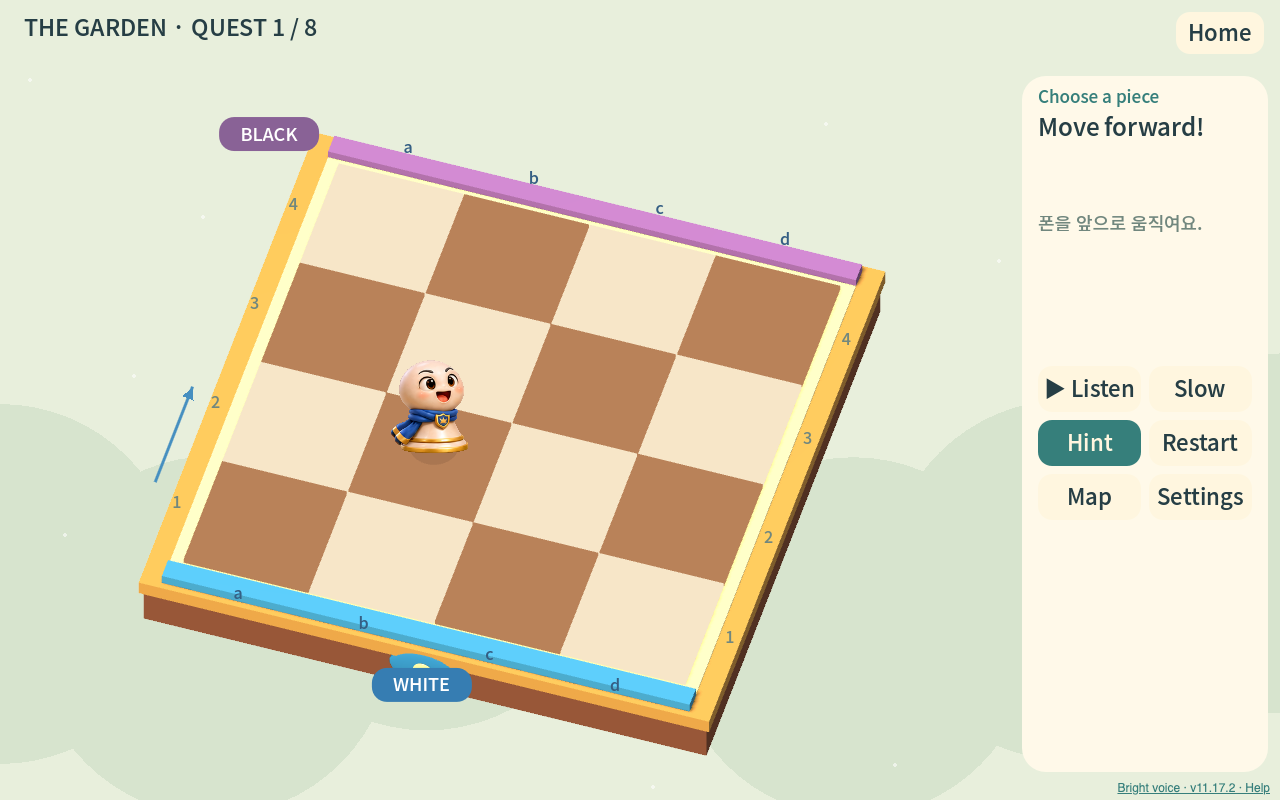 THE GARDEN · QUEST 1 / 8
Home
Choose a piece
Move forward!
폰을 앞으로 움직여요.
▶ Listen
Slow
Hint
Restart
Map
Settings
BLACK
a
b
c
d
4
3
2
1
4
3
2
1
a
b
c
d
WHITE
Bright voice · v11.17.2 · Help